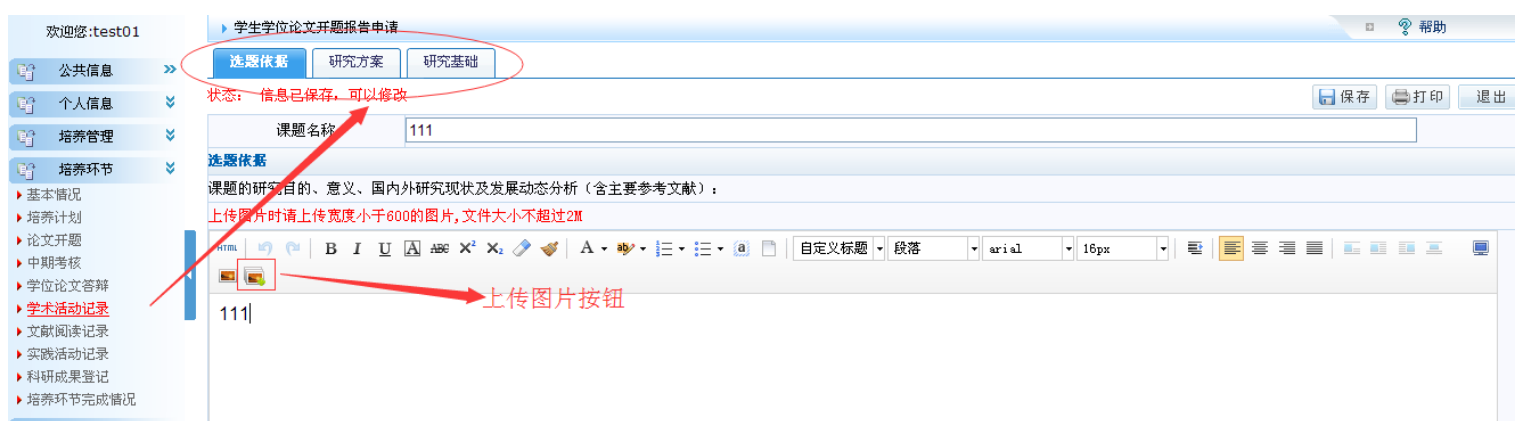 欢迎您:test01
公共信息
个人信息
培养管理
培养环节
基本情况
培养计划
论文开题
中期考核
学位论文答辩
学术活动记录
文献阅读记录
实践活动记录
科研成果登记
培养环节完成情况
学生学位论文开题报告申请
帮助
选题依据 研究方案 研究基础
状态: 信息已保存，可以修改
保存 打印 退出
课题名称 111
选题依据
课题的研究目的、意义、国内外研究现状及发展动态分析（含主要参考文献）:
上传图片时请上传宽度小于600的图片,文件大小不超过2M
HTML B I U A ABC X² X₂ A ab a 自定义标题 段落 arial 16px
上传图片按钮
111